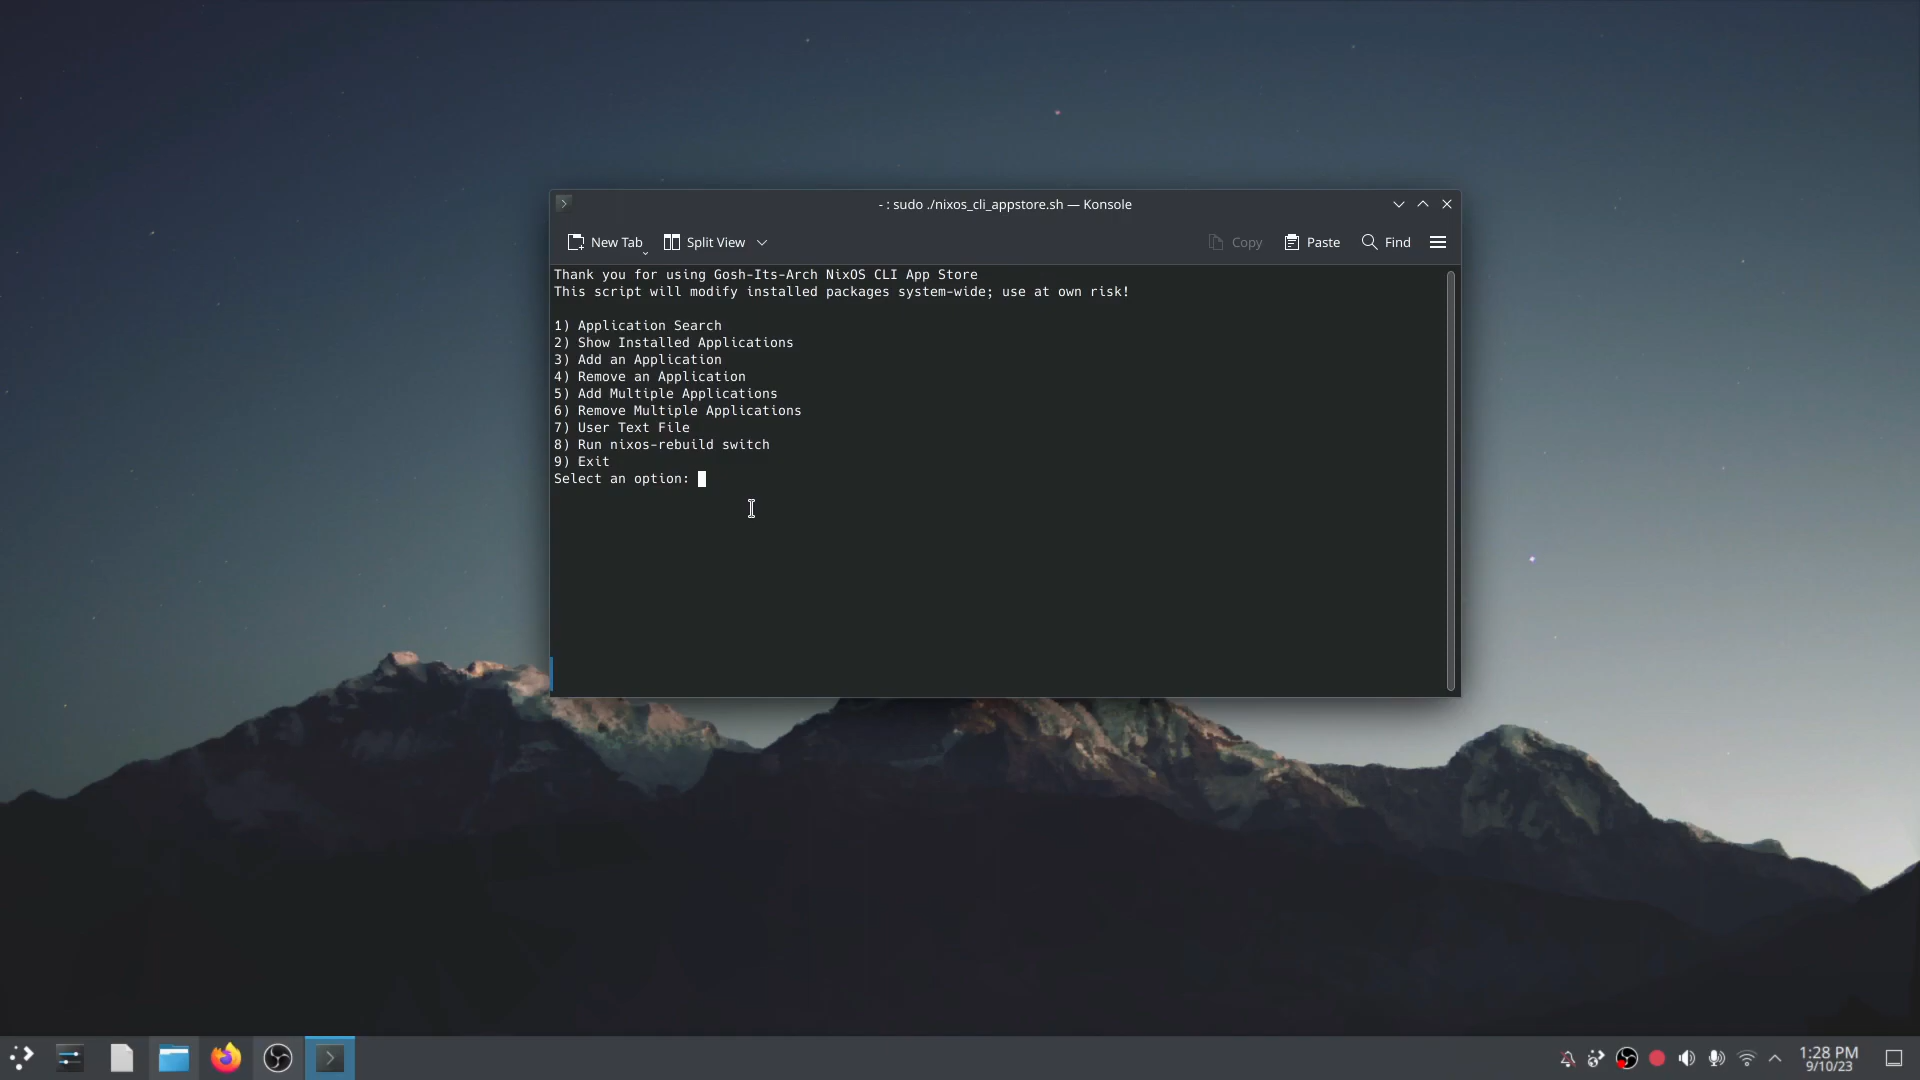 - : sudo ./nixos_cli_appstore.sh — Konsole
New Tab Split View Copy Paste Find
Thank you for using Gosh-Its-Arch NixOS CLI App Store
This script will modify installed packages system-wide; use at own risk!
1) Application Search
2) Show Installed Applications
3) Add an Application
4) Remove an Application
5) Add Multiple Applications
6) Remove Multiple Applications
7) User Text File
8) Run nixos-rebuild switch
9) Exit
Select an option:
1:28 PM
9/10/23